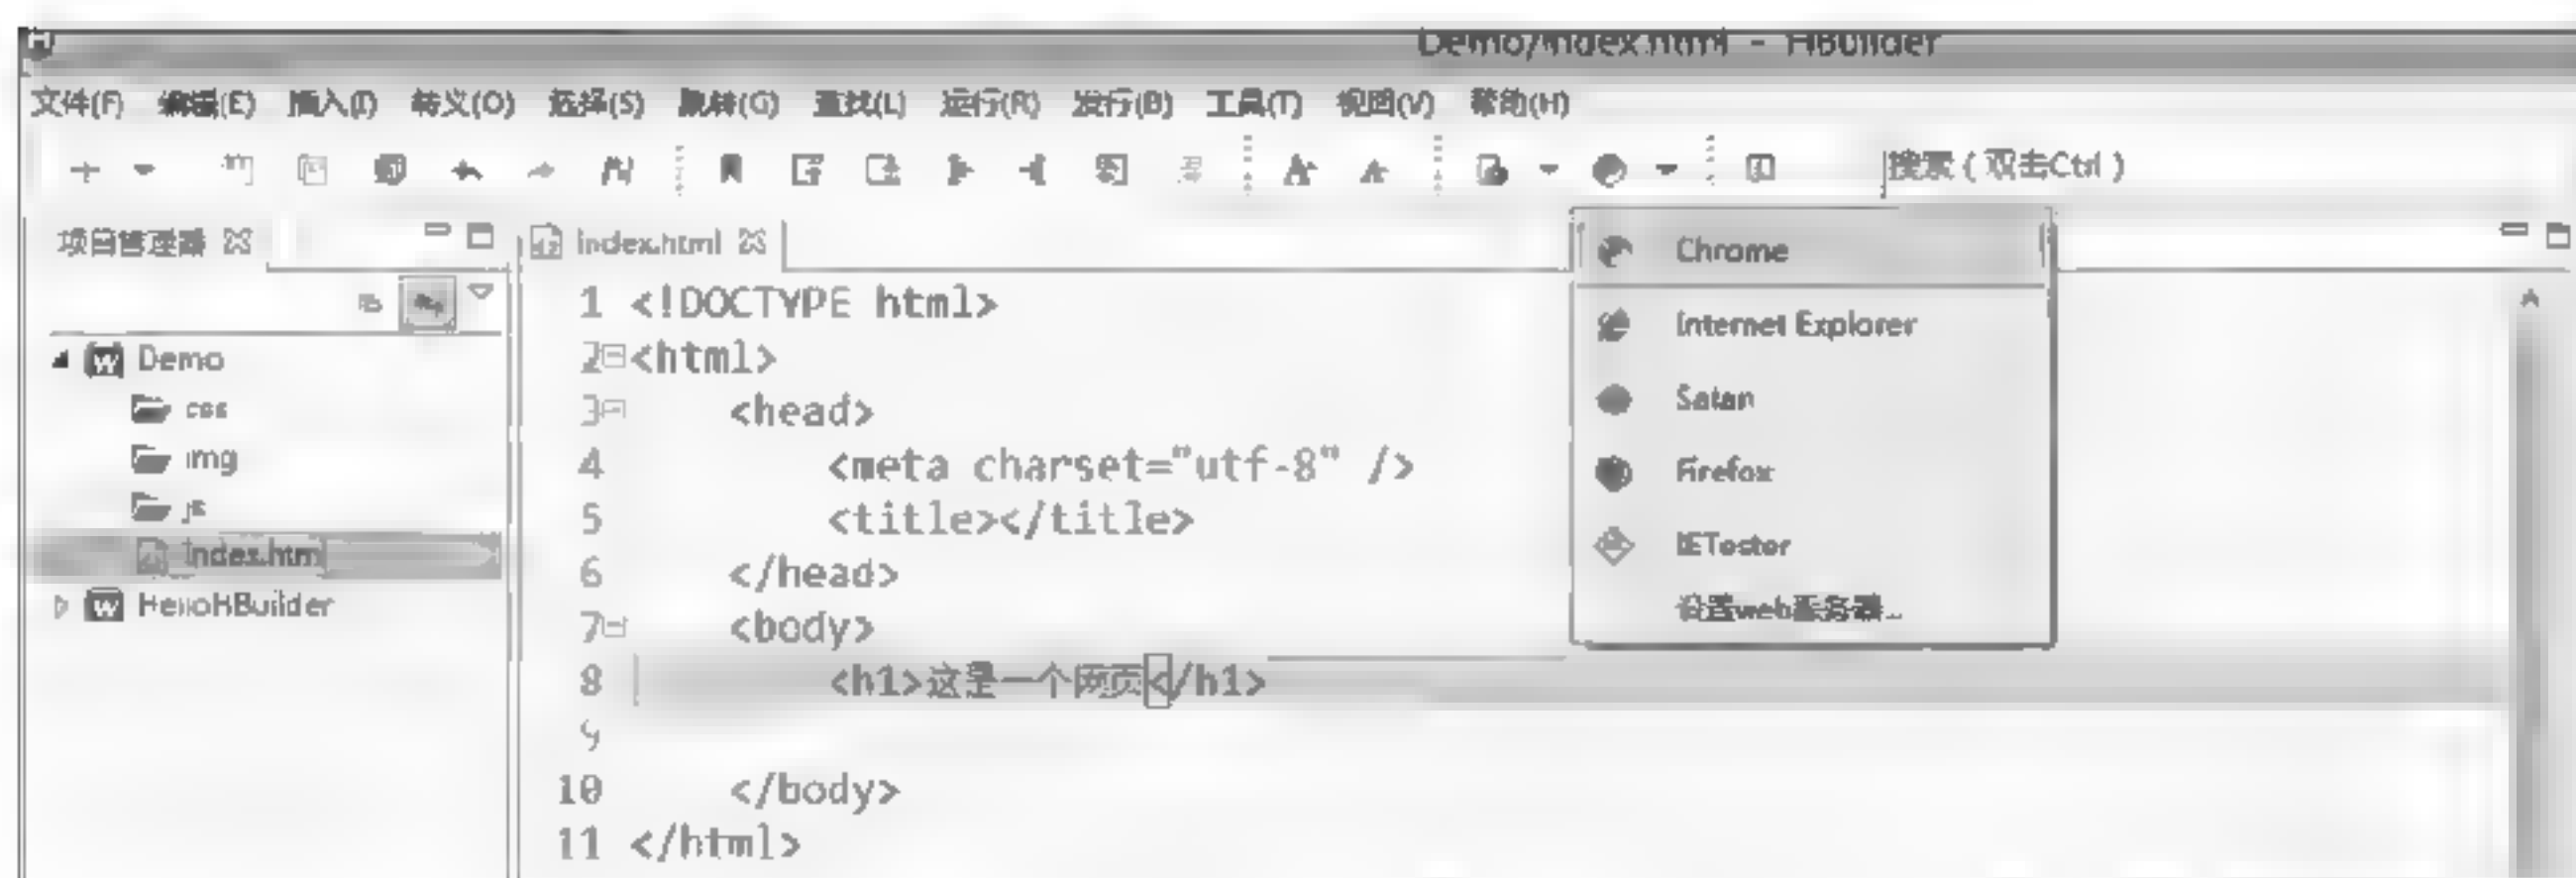 Demo/index.html - HBuilder
文件(F) 编辑(E) 插入(I) 转义(O) 选择(S) 跳转(G) 查找(L) 运行(R) 发行(B) 工具(T) 视图(V) 帮助(H)
搜索(双击Ctrl)
项目管理器
index.html
Demo
css
img
js
index.htm
HelloHBuilder
1 <!DOCTYPE html>
2 <html>
3 <head>
4 <meta charset="utf-8" />
5 <title></title>
6 </head>
7 <body>
8 <h1>这是一个网页</h1>
9
10 </body>
11 </html>
Chrome
Internet Explorer
Safari
Firefox
IETester
设置web服务器...